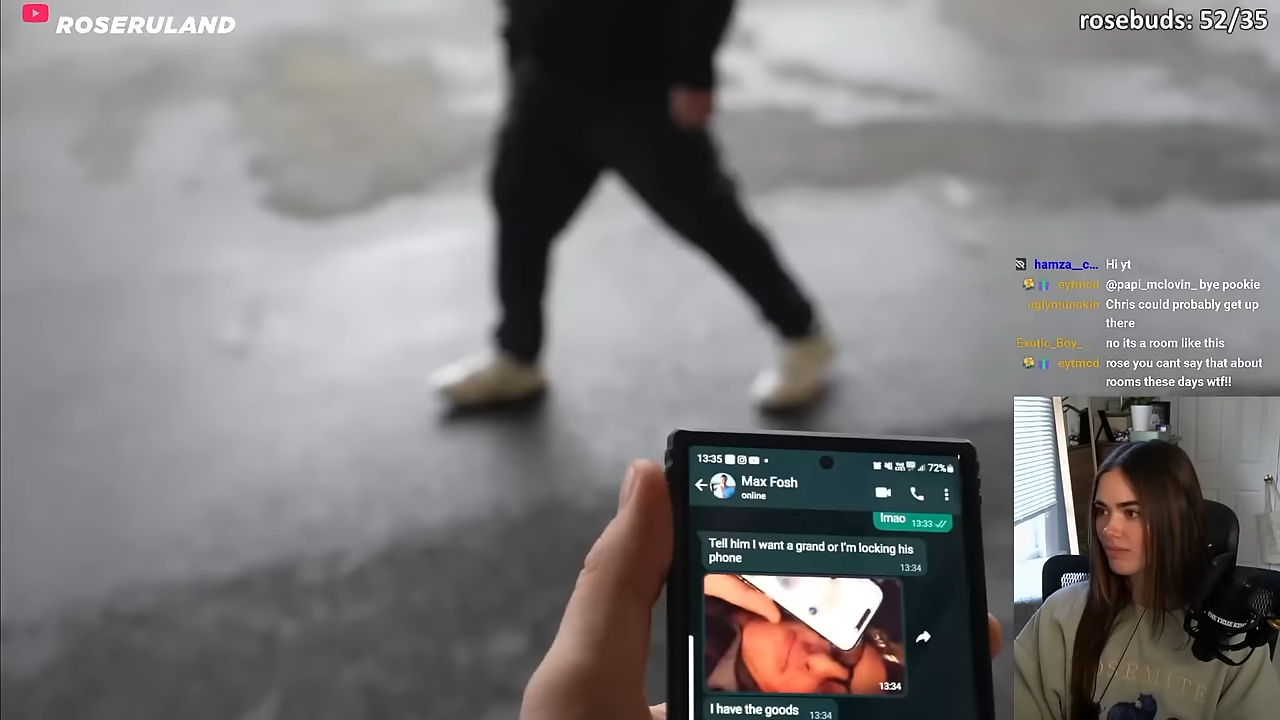 ROSERULAND
rosebuds: 52/35
hamza__c... Hi yt
eytmcd @papi_mclovin_ bye pookie
uglymunckin Chris could probably get up
there
Exotic_Boy_... no its a room like this
eytmcd rose you cant say that about
rooms these days wtf!!
13:35
72%
Max Fosh
online
lmao 13:33
Tell him I want a grand or I'm locking his
phone
13:34
13:34
I have the goods 13:34
OSEMITE